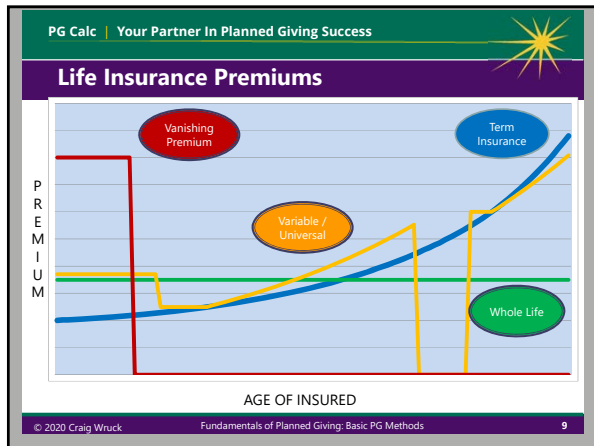 PG Calc | Your Partner In Planned Giving Success
Life Insurance Premiums
Vanishing
Premium
Term
Insurance
Variable /
Universal
Whole Life
P
R
E
M
I
U
M
AGE OF INSURED
© 2020 Craig Wruck
Fundamentals of Planned Giving: Basic PG Methods
9